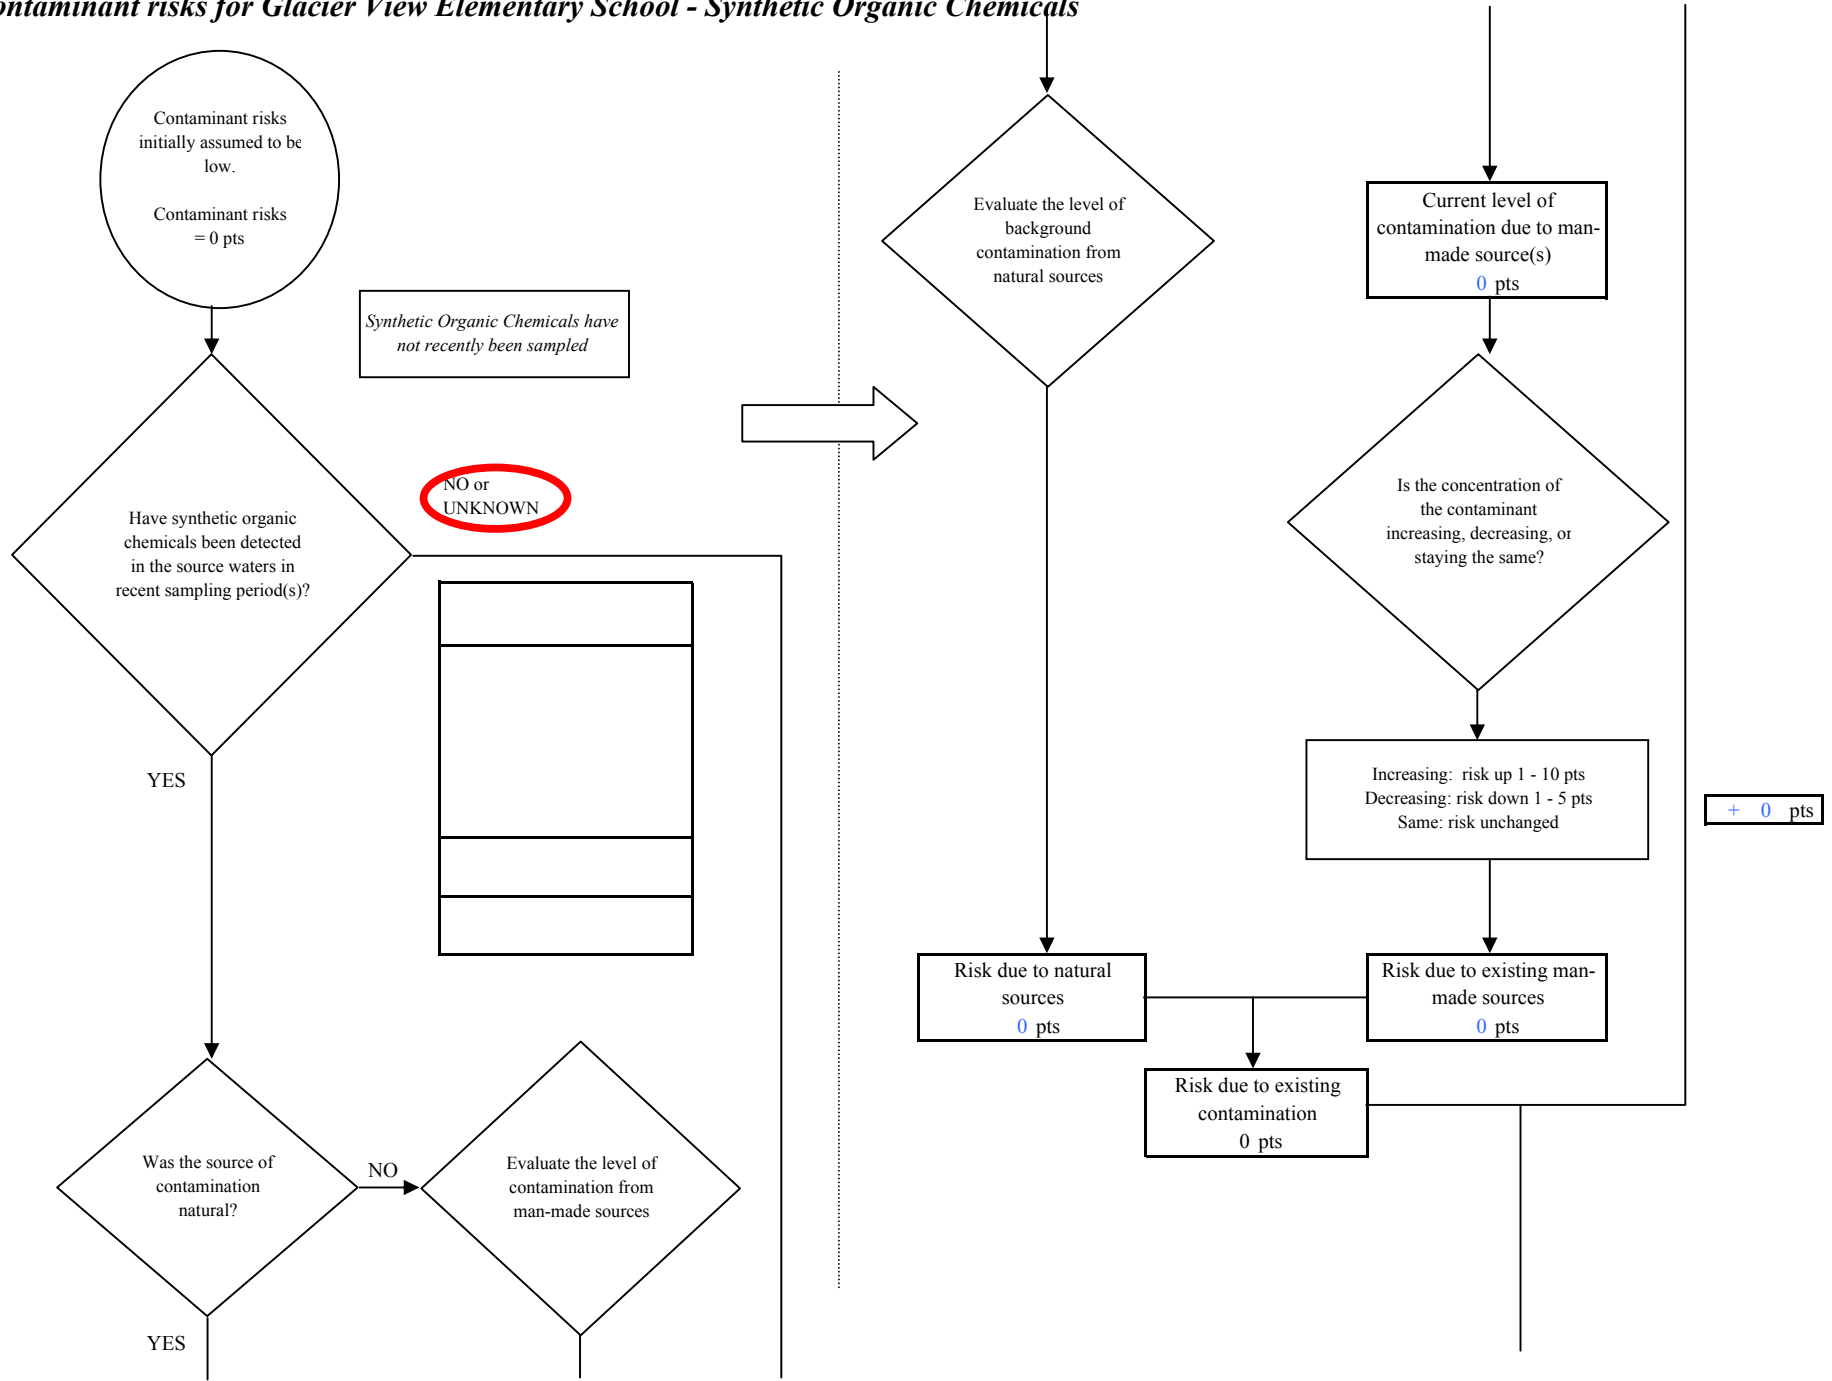 ontaminant risks for Glacier View Elementary School - Synthetic Organic Chemicals
Contaminant risks
initially assumed to be
low.
Contaminant risks
= 0 pts
Synthetic Organic Chemicals have
not recently been sampled
NO or
UNKNOWN
Have synthetic organic
chemicals been detected
in the source waters in
recent sampling period(s)?
YES
Was the source of
contamination
natural?
NO
Evaluate the level of
contamination from
man-made sources
YES
Evaluate the level of
background
contamination from
natural sources
Current level of
contamination due to man-
made source(s)
0 pts
Is the concentration of
the contaminant
increasing, decreasing, or
staying the same?
Increasing: risk up 1 - 10 pts
Decreasing: risk down 1 - 5 pts
Same: risk unchanged
+ 0 pts
Risk due to natural
sources
0 pts
Risk due to existing man-
made sources
0 pts
Risk due to existing
contamination
0 pts